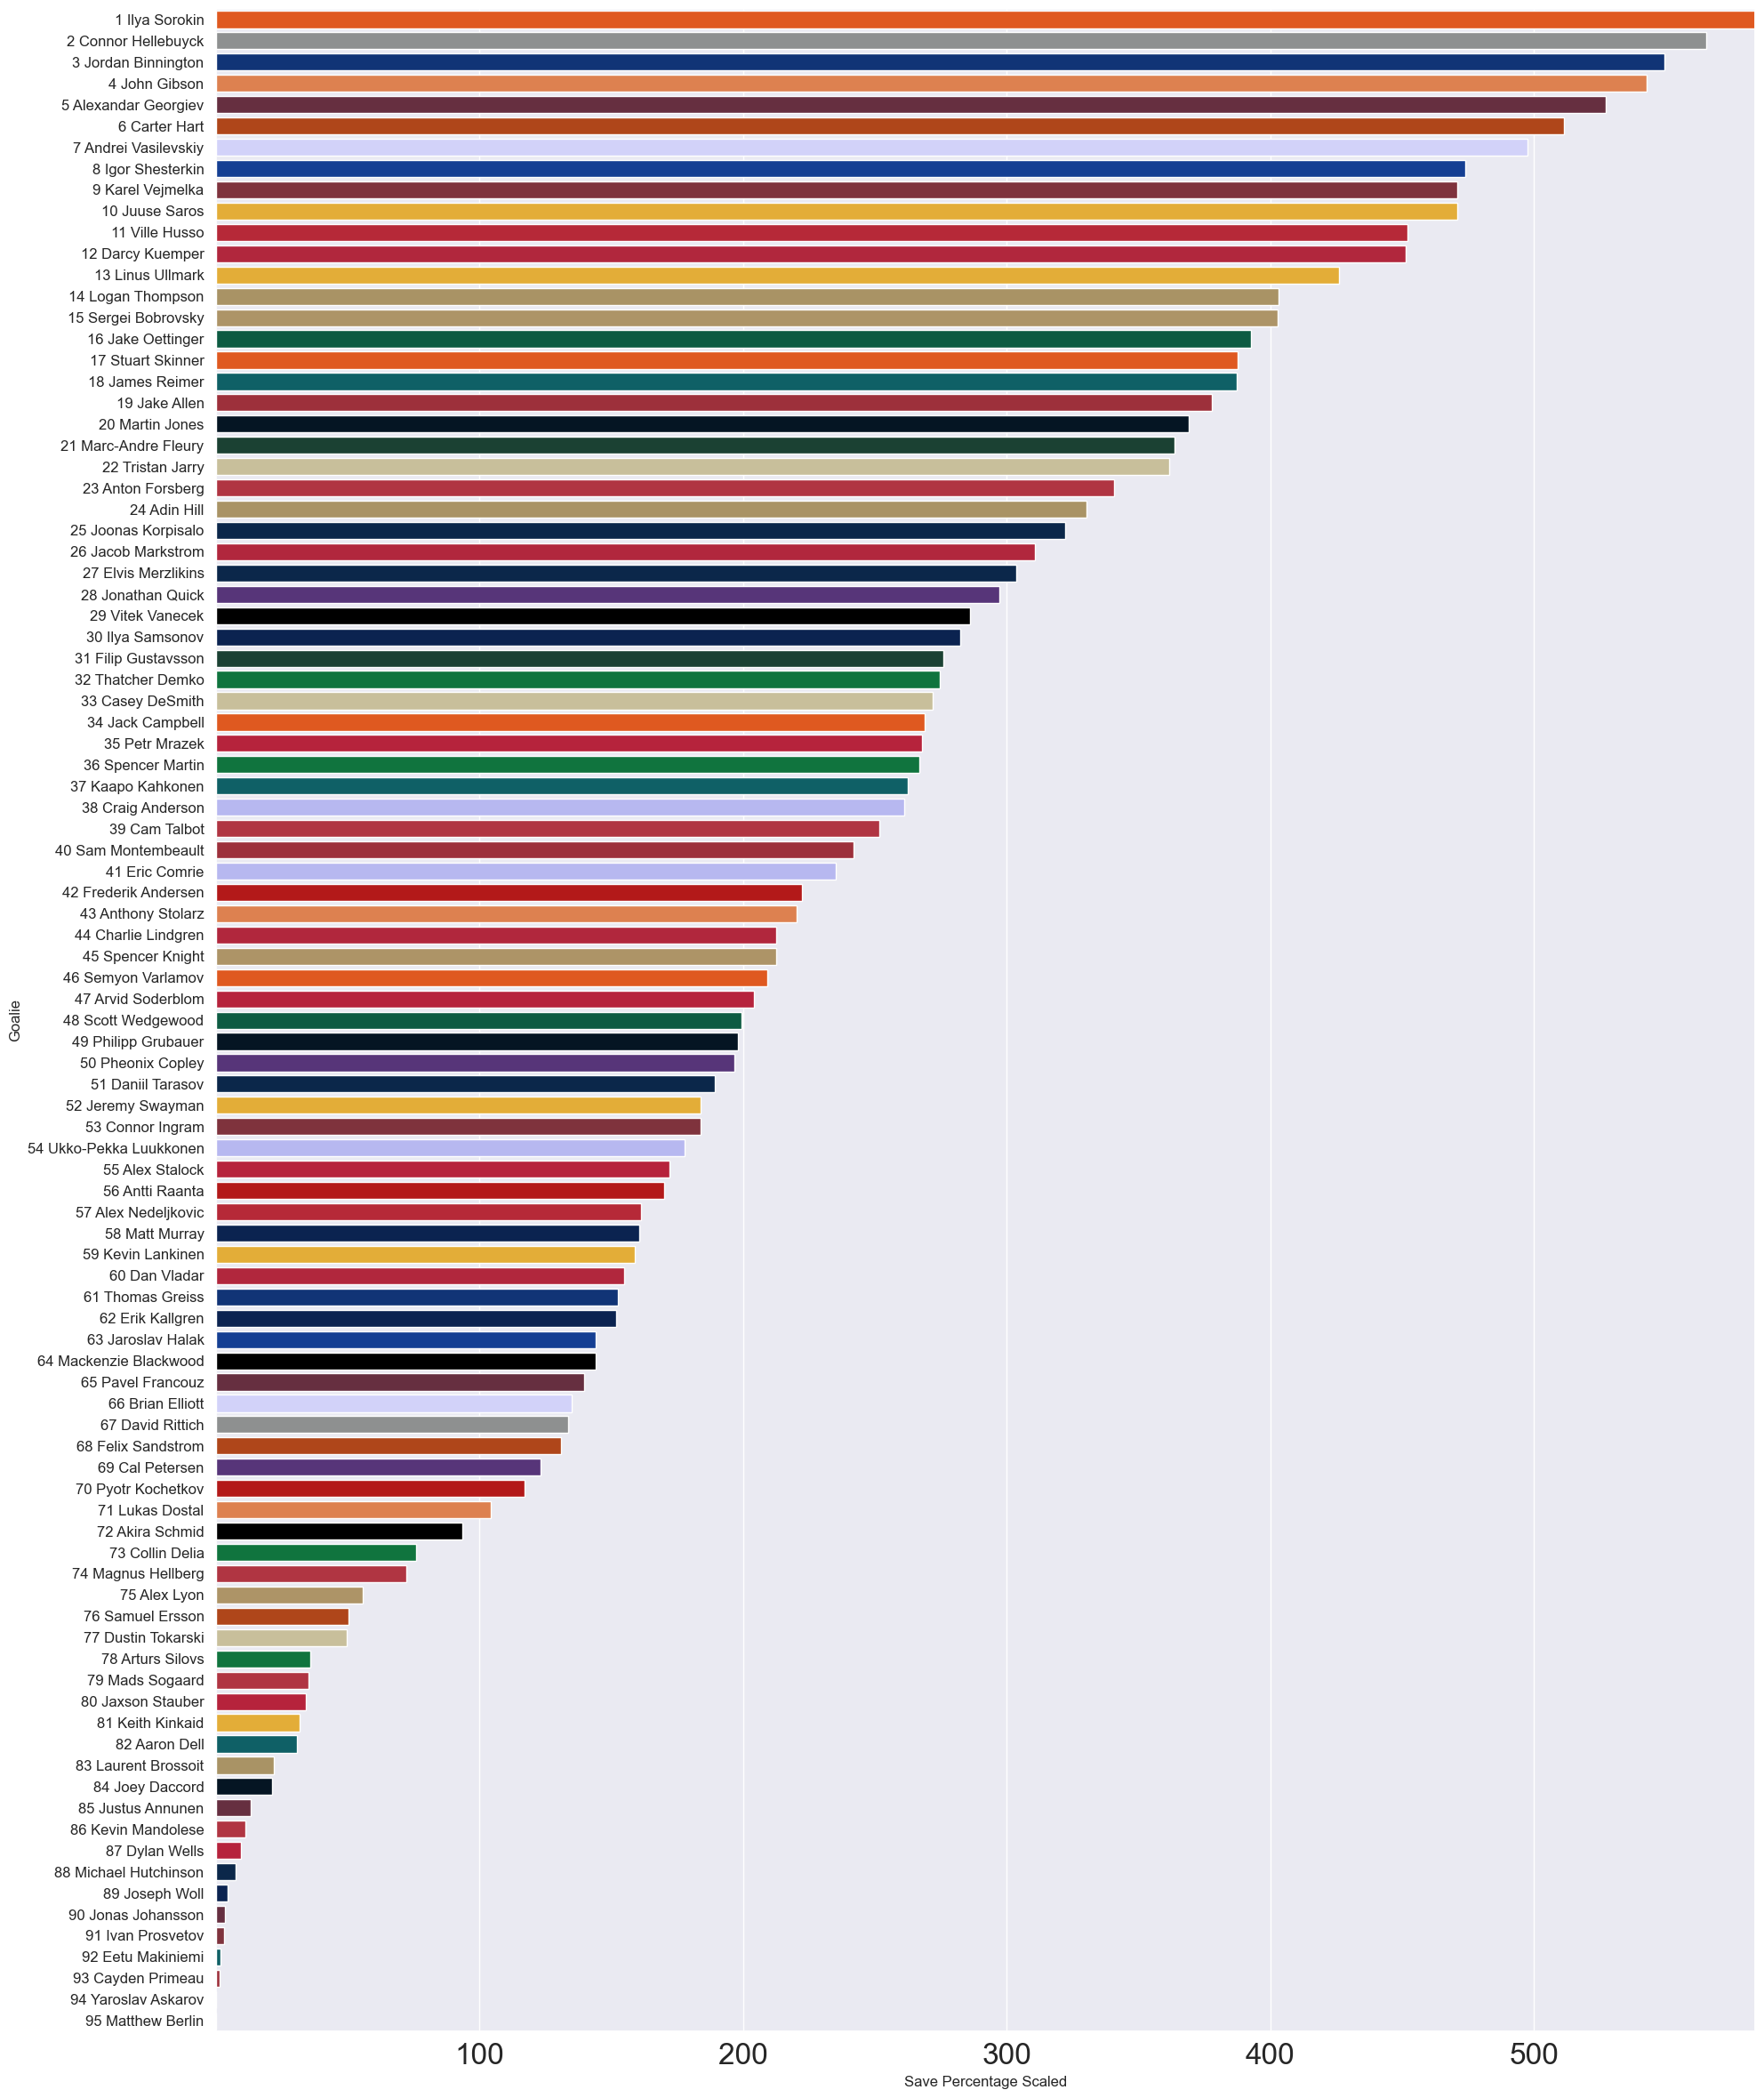 1 Ilya Sorokin
2 Connor Hellebuyck
3 Jordan Binnington
4 John Gibson
5 Alexandar Georgiev
6 Carter Hart
7 Andrei Vasilevskiy
8 Igor Shesterkin
9 Karel Vejmelka
10 Juuse Saros
11 Ville Husso
12 Darcy Kuemper
13 Linus Ullmark
14 Logan Thompson
15 Sergei Bobrovsky
16 Jake Oettinger
17 Stuart Skinner
18 James Reimer
19 Jake Allen
20 Martin Jones
21 Marc-Andre Fleury
22 Tristan Jarry
23 Anton Forsberg
24 Adin Hill
25 Joonas Korpisalo
26 Jacob Markstrom
27 Elvis Merzlikins
28 Jonathan Quick
29 Vitek Vanecek
30 Ilya Samsonov
31 Filip Gustavsson
32 Thatcher Demko
33 Casey DeSmith
34 Jack Campbell
35 Petr Mrazek
36 Spencer Martin
37 Kaapo Kahkonen
38 Craig Anderson
39 Cam Talbot
40 Sam Montembeault
41 Eric Comrie
42 Frederik Andersen
43 Anthony Stolarz
44 Charlie Lindgren
45 Spencer Knight
46 Semyon Varlamov
47 Arvid Soderblom
48 Scott Wedgewood
49 Philipp Grubauer
50 Pheonix Copley
51 Daniil Tarasov
52 Jeremy Swayman
53 Connor Ingram
54 Ukko-Pekka Luukkonen
55 Alex Stalock
56 Antti Raanta
57 Alex Nedeljkovic
58 Matt Murray
59 Kevin Lankinen
60 Dan Vladar
61 Thomas Greiss
62 Erik Kallgren
63 Jaroslav Halak
64 Mackenzie Blackwood
65 Pavel Francouz
66 Brian Elliott
67 David Rittich
68 Felix Sandstrom
69 Cal Petersen
70 Pyotr Kochetkov
71 Lukas Dostal
72 Akira Schmid
73 Collin Delia
74 Magnus Hellberg
75 Alex Lyon
76 Samuel Ersson
77 Dustin Tokarski
78 Arturs Silovs
79 Mads Sogaard
80 Jaxson Stauber
81 Keith Kinkaid
82 Aaron Dell
83 Laurent Brossoit
84 Joey Daccord
85 Justus Annunen
86 Kevin Mandolese
87 Dylan Wells
88 Michael Hutchinson
89 Joseph Woll
90 Jonas Johansson
91 Ivan Prosvetov
92 Eetu Makiniemi
93 Cayden Primeau
94 Yaroslav Askarov
95 Matthew Berlin
Goalie
100 200 300 400 500
Save Percentage Scaled